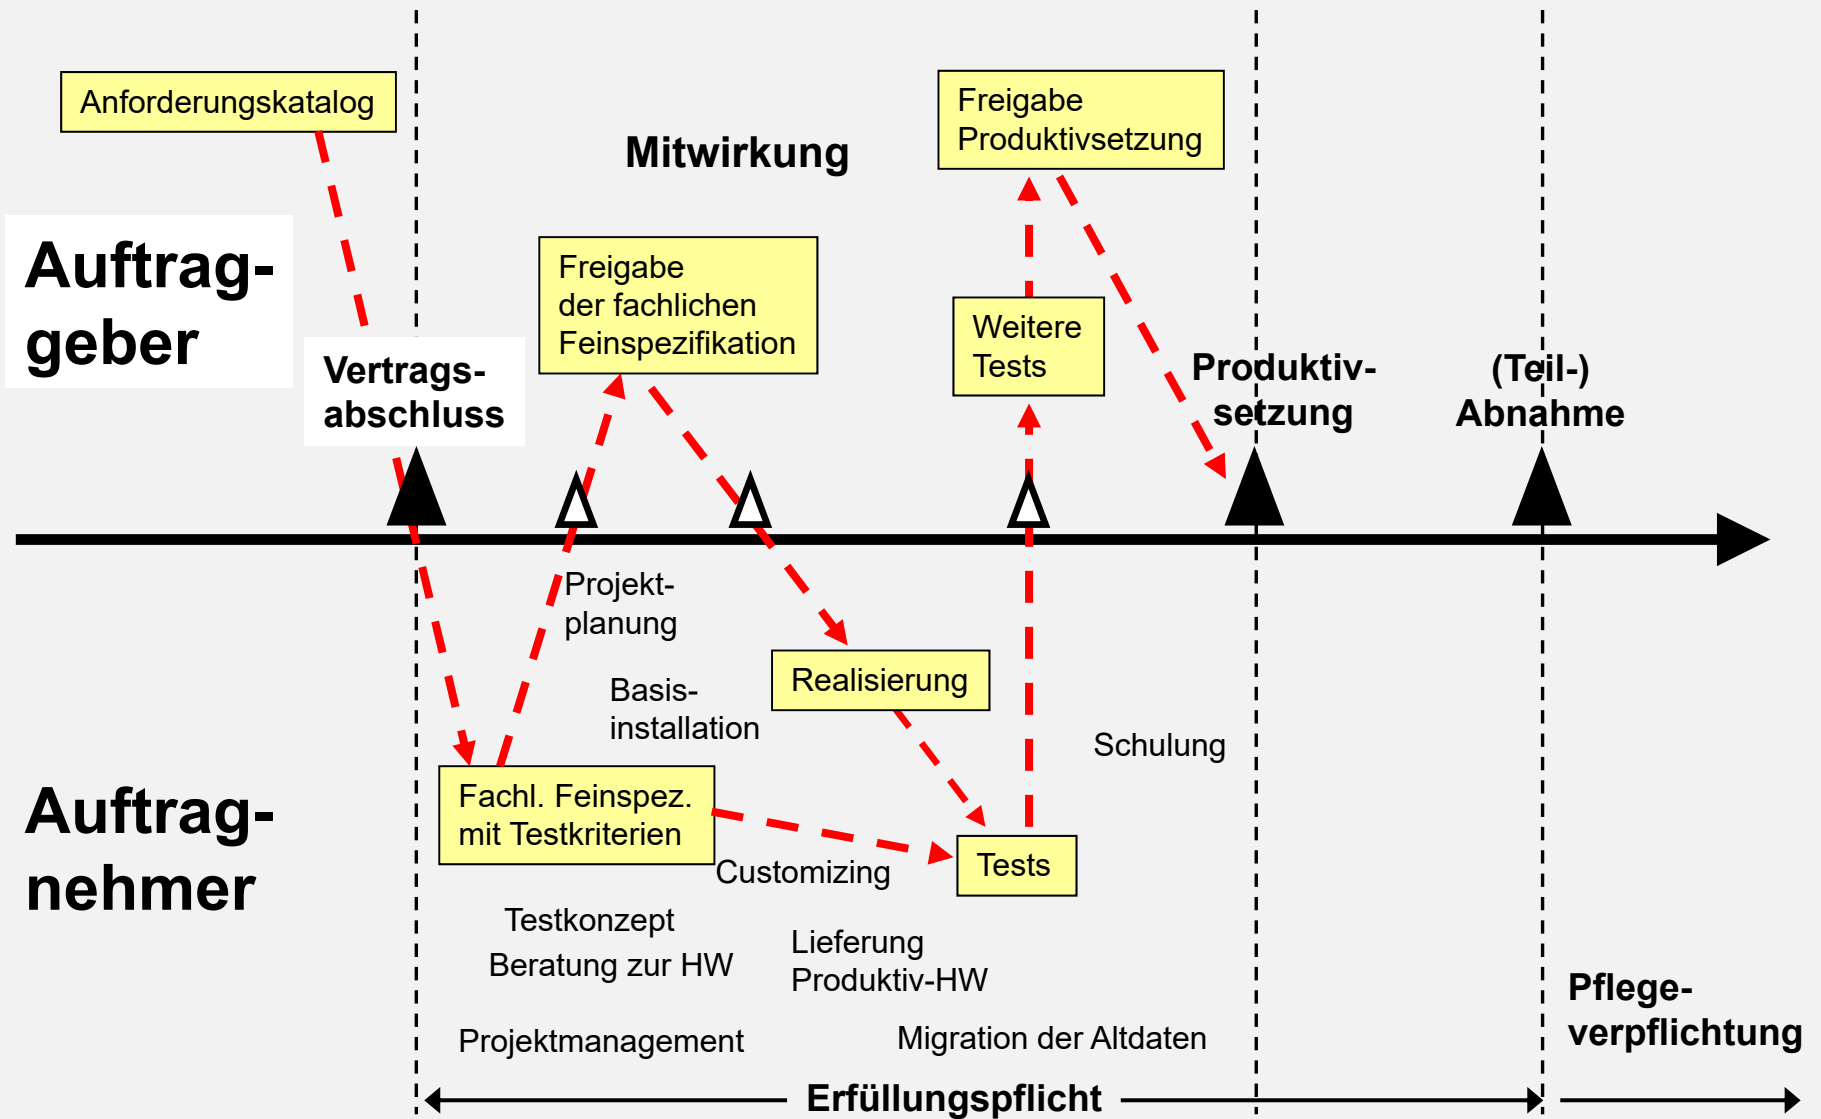 Anforderungskatalog
Freigabe
Produktivsetzung
Mitwirkung
Auftrag-
geber
Freigabe
der fachlichen
Feinspezifikation
Weitere
Tests
Vertrags-
abschluss
Produktiv-
setzung
(Teil-)
Abnahme
Projekt-
planung
Basis-
installation
Realisierung
Schulung
Auftrag-
nehmer
Fachl. Feinspez.
mit Testkriterien
Customizing
Tests
Testkonzept
Beratung zur HW
Lieferung
Produktiv-HW
Projektmanagement
Migration der Altdaten
Pflege-
verpflichtung
Erfüllungspflicht